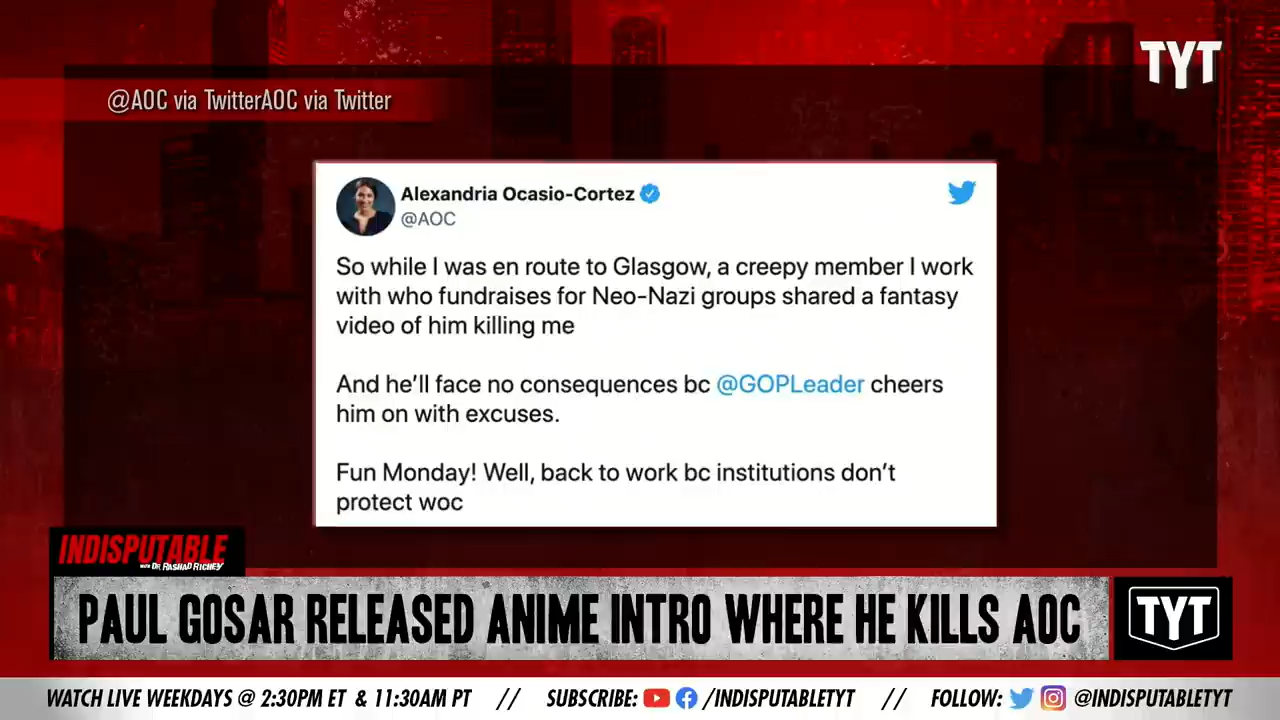 TYT
@AOC via TwitterAOC via Twitter
Alexandria Ocasio-Cortez
@AOC
So while I was en route to Glasgow, a creepy member I work
with who fundraises for Neo-Nazi groups shared a fantasy
video of him killing me
And he'll face no consequences bc @GOPLeader cheers
him on with excuses.
Fun Monday! Well, back to work bc institutions don't
protect woc
INDISPUTABLE
WITH DR. RASHAD RICHEY
PAUL GOSAR RELEASED ANIME INTRO WHERE HE KILLS AOC
TYT
WATCH LIVE WEEKDAYS @ 2:30PM ET & 11:30AM PT // SUBSCRIBE: /INDISPUTABLETYT // FOLLOW: @INDISPUTABLETYT